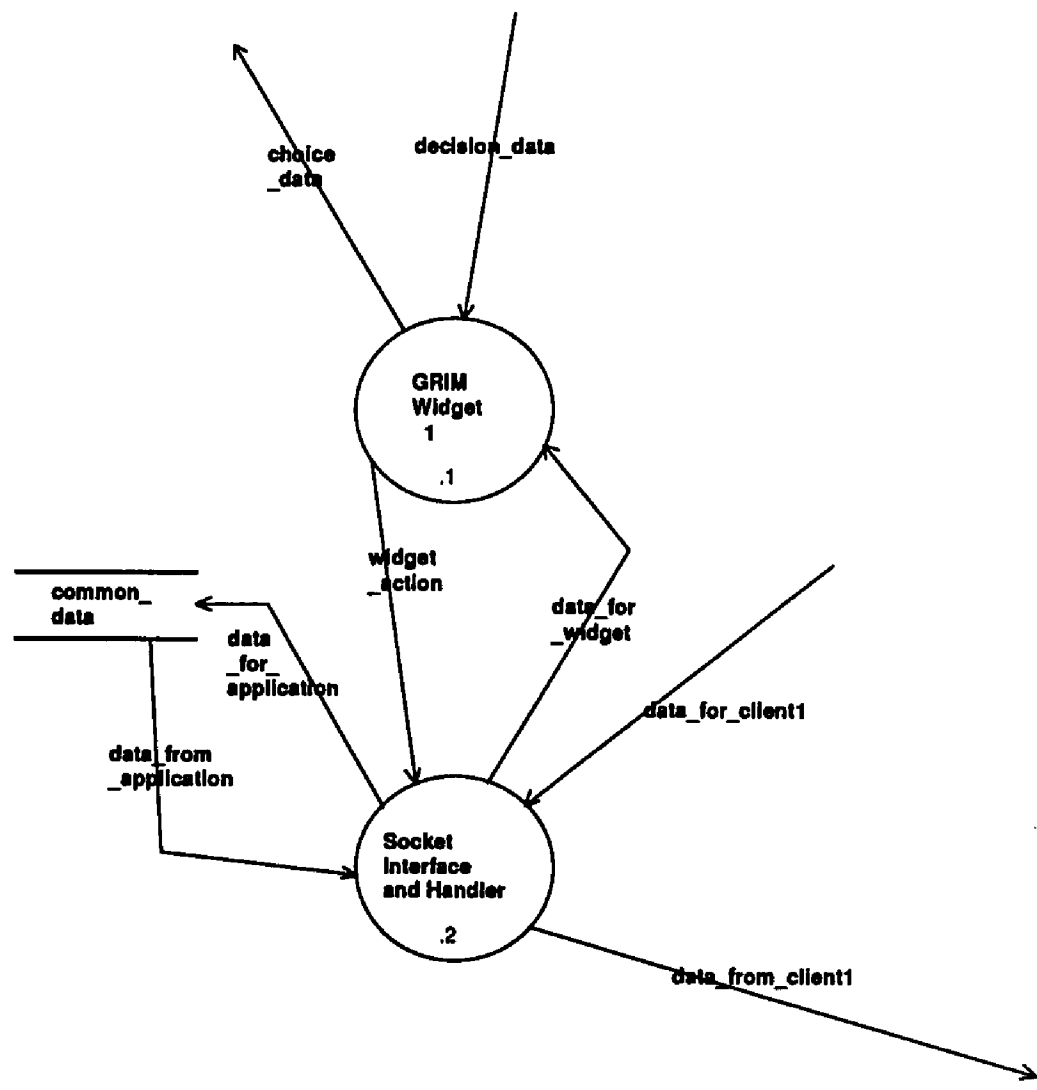 choice
_data
decision_data
GRIM
Widget
1
.1
widget
_action
common_
data
data_for
_widget
data
_for_
application
data_for_client1
data_from
_application
Socket
Interface
and Handler
.2
data_from_client1